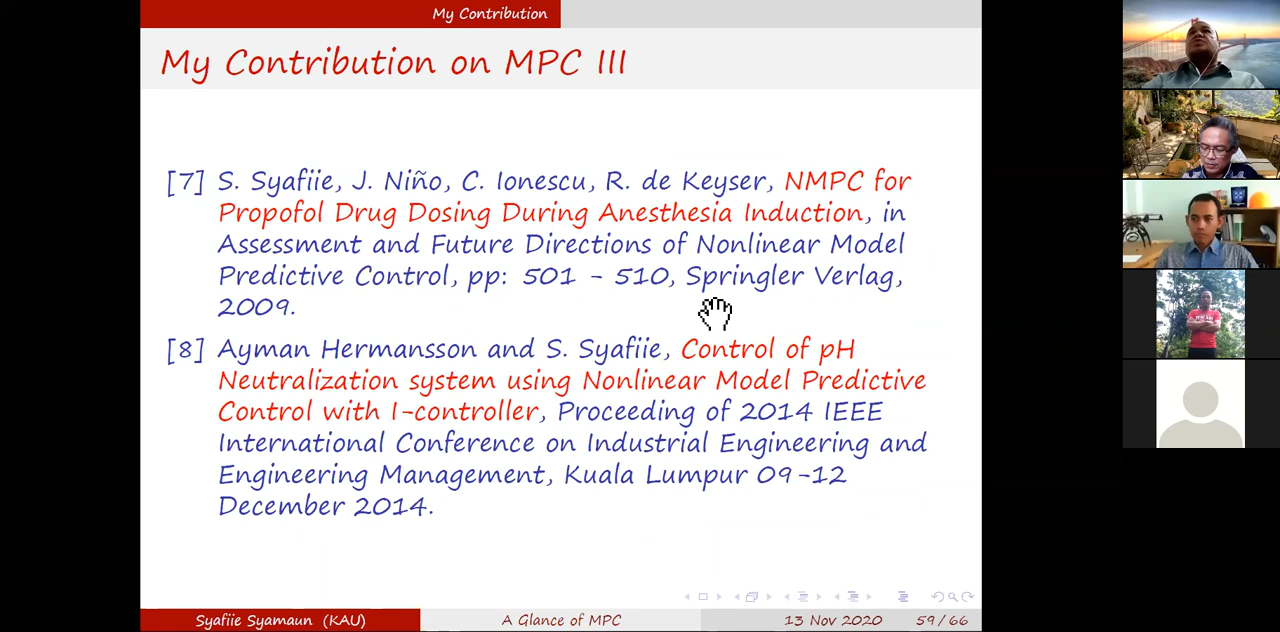 My Contribution
My Contribution on MPC III
[7] S. Syafiie, J. Niño, C. Ionescu, R. de Keyser, NMPC for
Propofol Drug Dosing During Anesthesia Induction, in
Assessment and Future Directions of Nonlinear Model
Predictive Control, pp: 501 - 510, Springler Verlag,
2009.
[8] Ayman Hermansson and S. Syafiie, Control of pH
Neutralization system using Nonlinear Model Predictive
Control with I-controller, Proceeding of 2014 IEEE
International Conference on Industrial Engineering and
Engineering Management, Kuala Lumpur 09-12
December 2014.
Syafiie Syamaun (KAU) A Glance of MPC 13 Nov 2020 59/66